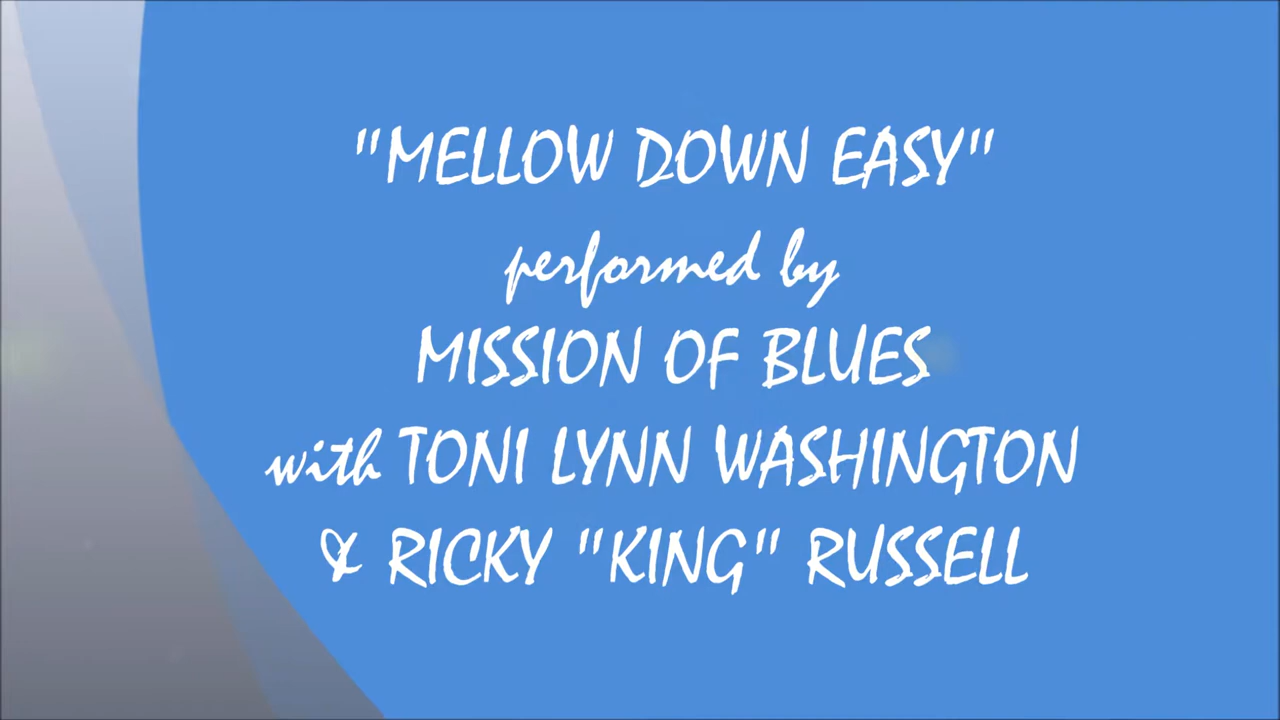 "MELLOW DOWN EASY"
performed by
MISSION OF BLUES
with TONI LYNN WASHINGTON
& RICKY "KING" RUSSELL